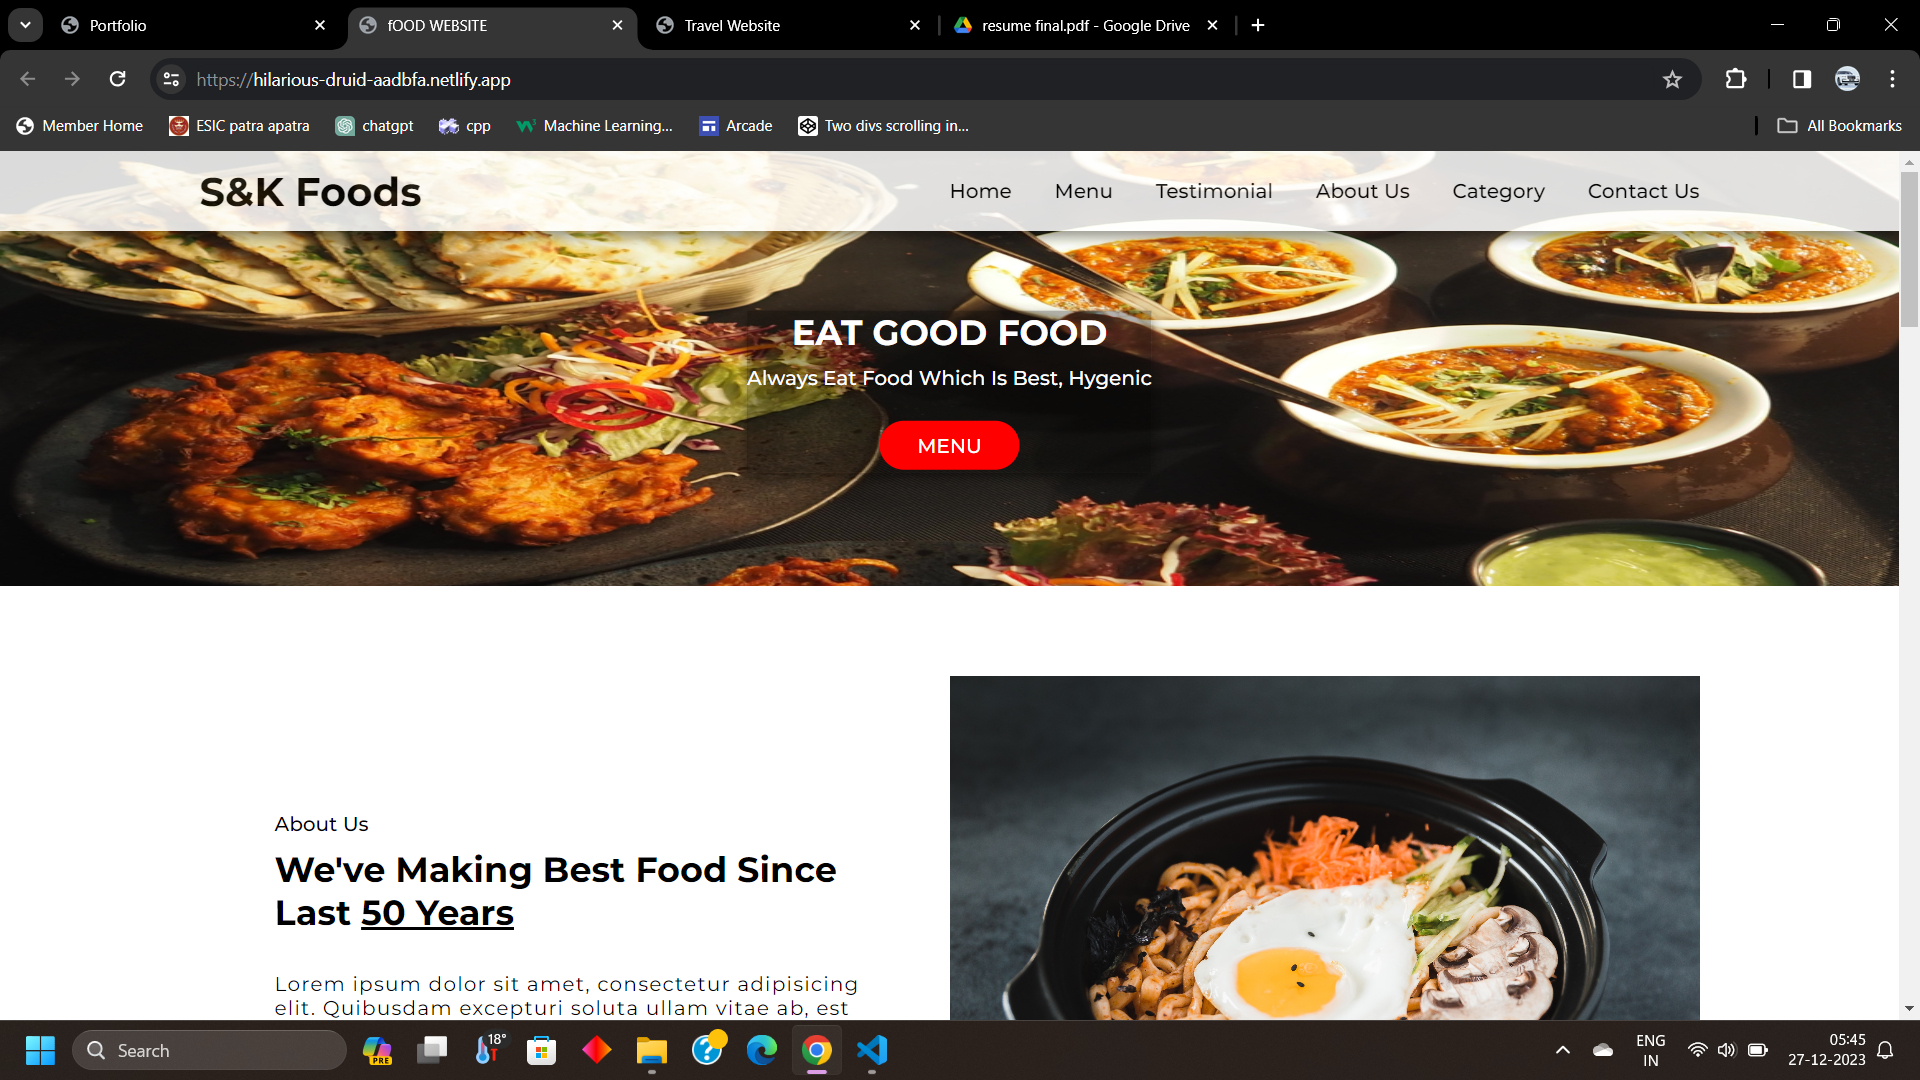 Portfolio
fOOD WEBSITE
Travel Website
resume final.pdf - Google Drive
https://hilarious-druid-aadbfa.netlify.app
Member Home
ESIC patra apatra
chatgpt
cpp
Machine Learning...
Arcade
Two divs scrolling in...
All Bookmarks
S&K Foods
Home
Menu
Testimonial
About Us
Category
Contact Us
EAT GOOD FOOD
Always Eat Food Which Is Best, Hygenic
MENU
About Us
We've Making Best Food Since
Last 50 Years
Lorem ipsum dolor sit amet, consectetur adipisicing
elit. Quibusdam excepturi soluta ullam vitae ab, est
Search
PRE
18°
ENG
IN
05:45
27-12-2023